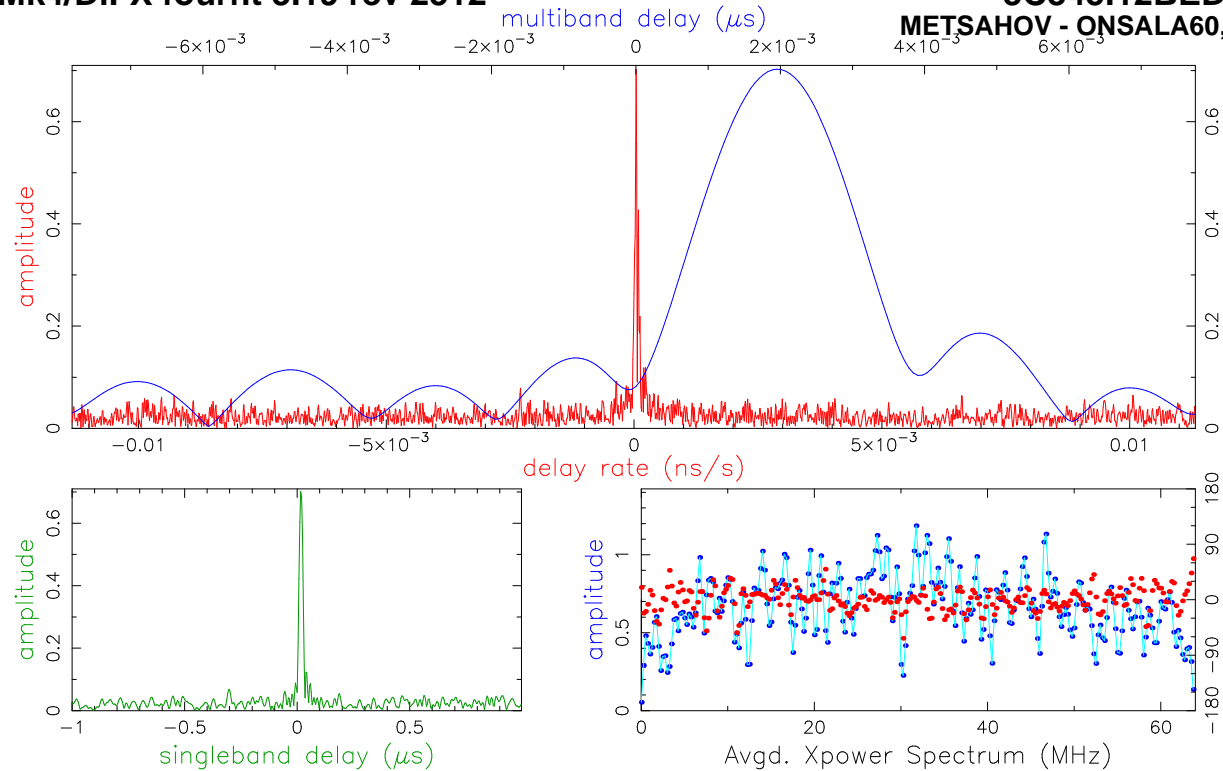 multiband delay (μs)
METSAHOV - ONSALA60,
−6×10⁻³ −4×10⁻³ −2×10⁻³ 0 2×10⁻³ 4×10⁻³ 6×10⁻³
amplitude
0 0.2 0.4 0.6
0 0.2 0.4 0.6
−0.01 −5×10⁻³ 0 5×10⁻³ 0.01
delay rate (ns/s)
amplitude
0 0.2 0.4 0.6
−1 −0.5 0 0.5
singleband delay (μs)
amplitude
0 0.5 1
−180 −90 0 90 180
0 20 40 60
Avgd. Xpower Spectrum (MHz)